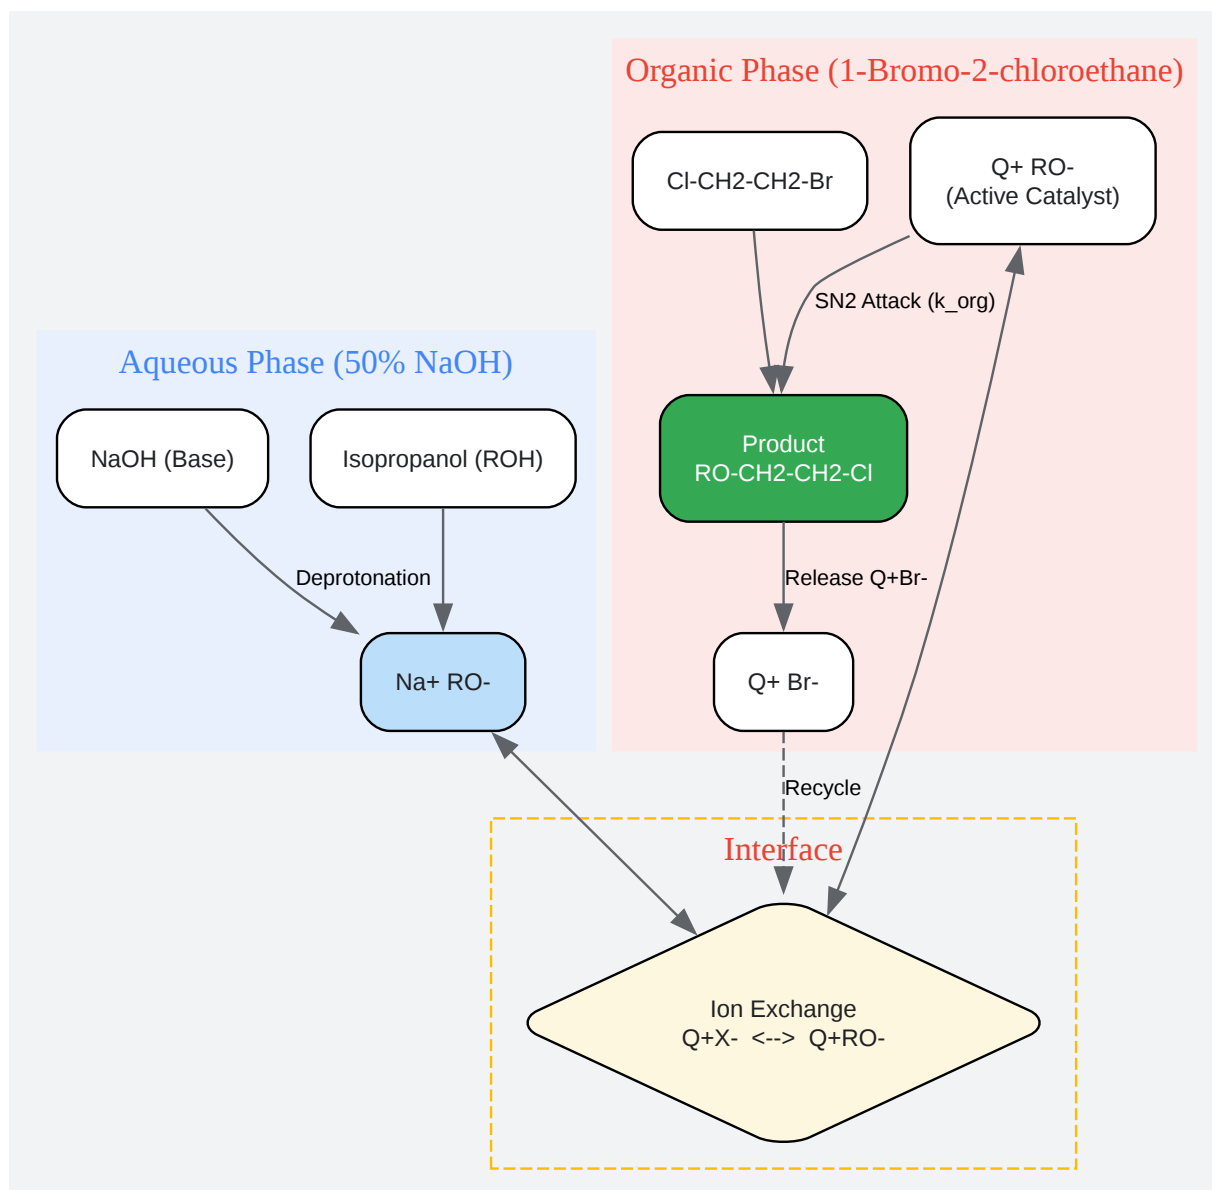 Organic Phase (1-Bromo-2-chloroethane)
Cl-CH2-CH2-Br
Q+ RO-
(Active Catalyst)
SN2 Attack (k_org)
Aqueous Phase (50% NaOH)
NaOH (Base)
Isopropanol (ROH)
Product
RO-CH2-CH2-Cl
Deprotonation
Release Q+Br-
Na+ RO-
Q+ Br-
Recycle
Interface
Ion Exchange
Q+X- <--> Q+RO-